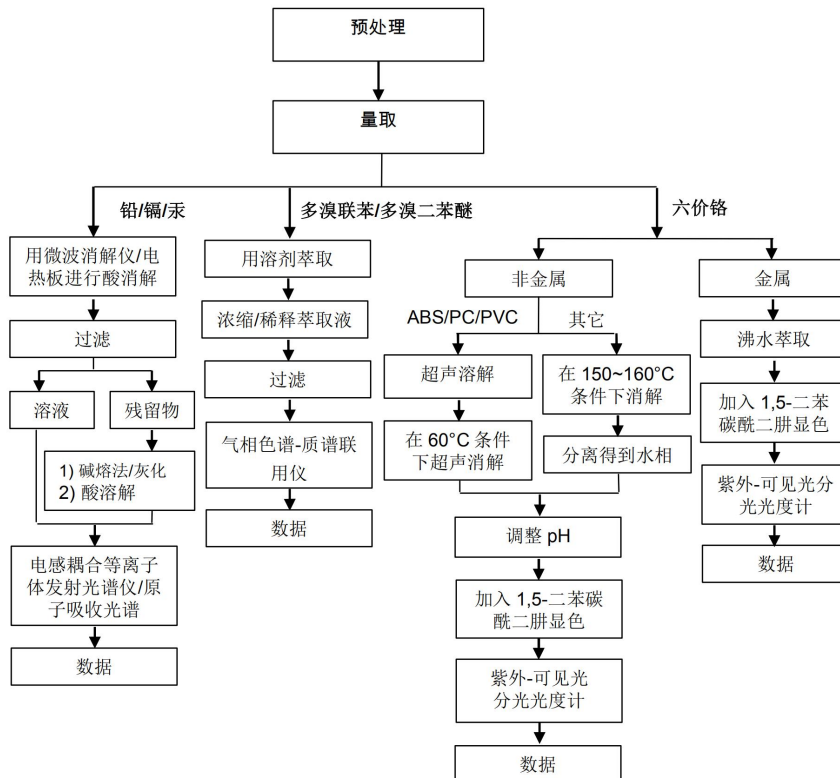 预处理
量取
铅/镉/汞
用微波消解仪/电
热板进行酸消解
过滤
溶液
残留物
1) 碱熔法/灰化
2) 酸溶解
电感耦合等离子
体发射光谱仪/原
子吸收光谱
数据
多溴联苯/多溴二苯醚
用溶剂萃取
浓缩/稀释萃取液
过滤
气相色谱-质谱联
用仪
数据
六价铬
非金属
ABS/PC/PVC
超声溶解
在 60°C 条件
下超声消解
其它
在 150~160°C
条件下消解
分离得到水相
调整 pH
加入 1,5-二苯碳
酰二肼显色
紫外-可见光
分光光度计
数据
金属
沸水萃取
加入 1,5-二苯
碳酰二肼显色
紫外-可见光分
光光度计
数据